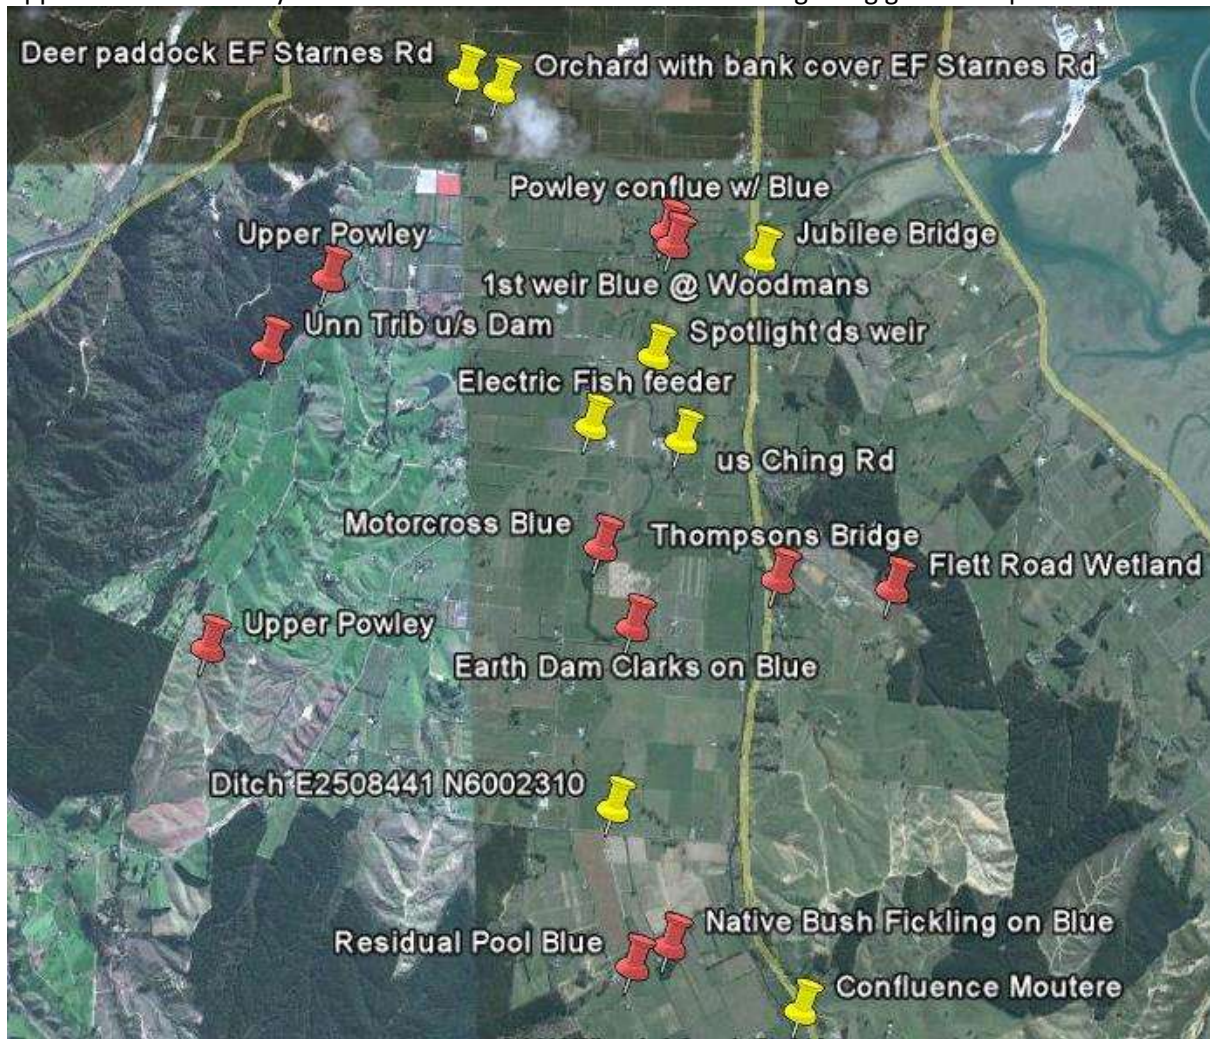 Deer paddock EF Starnes Rd
Orchard with bank cover EF Starnes Rd
Powley conflue w/ Blue
Upper Powley
Jubilee Bridge
1st weir Blue @ Woodmans
Unn Trib u/s Dam
Spotlight ds weir
Electric Fish feeder
us Ching Rd
Motorcross Blue
Thompsons Bridge
Flett Road Wetland
Upper Powley
Earth Dam Clarks on Blue
Ditch E2508441 N6002310
Native Bush Fickling on Blue
Residual Pool Blue
Confluence Moutere